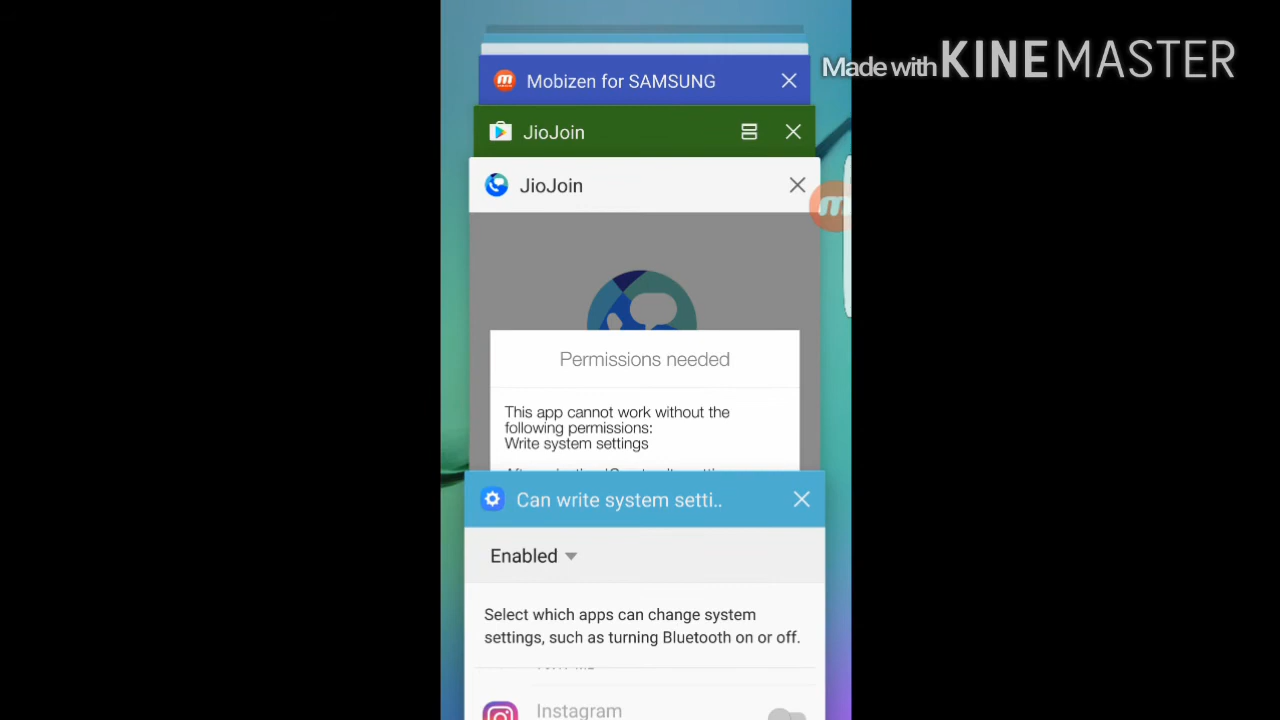 Made with KINEMASTER
Mobizen for SAMSUNG
JioJoin
JioJoin
Permissions needed
This app cannot work without the
following permissions:
Write system settings
Can write system setti..
Enabled
Select which apps can change system
settings, such as turning Bluetooth on or off.
Instagram